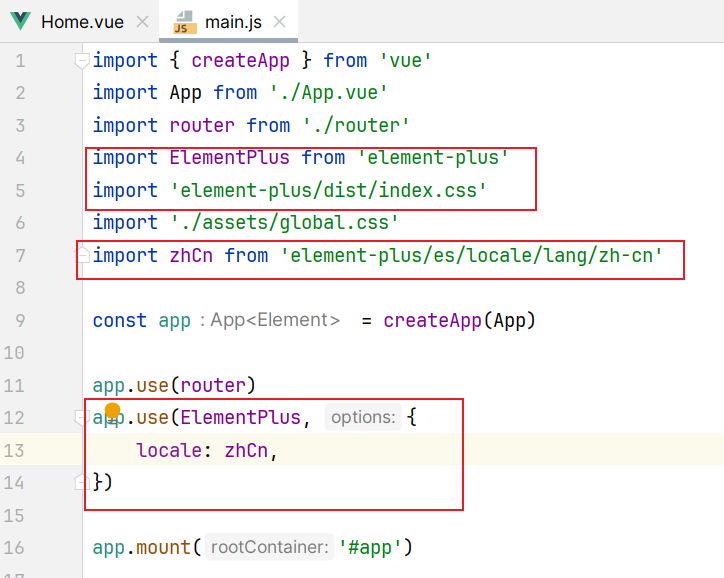 Home.vue main.js
1 import { createApp } from 'vue'
2 import App from './App.vue'
3 import router from './router'
4 import ElementPlus from 'element-plus'
5 import 'element-plus/dist/index.css'
6 import './assets/global.css'
7 import zhCn from 'element-plus/es/locale/lang/zh-cn'
8
9 const app : App<Element> = createApp(App)
10
11 app.use(router)
12 app.use(ElementPlus, options: {
13 locale: zhCn,
14 })
15
16 app.mount( rootContainer: '#app')